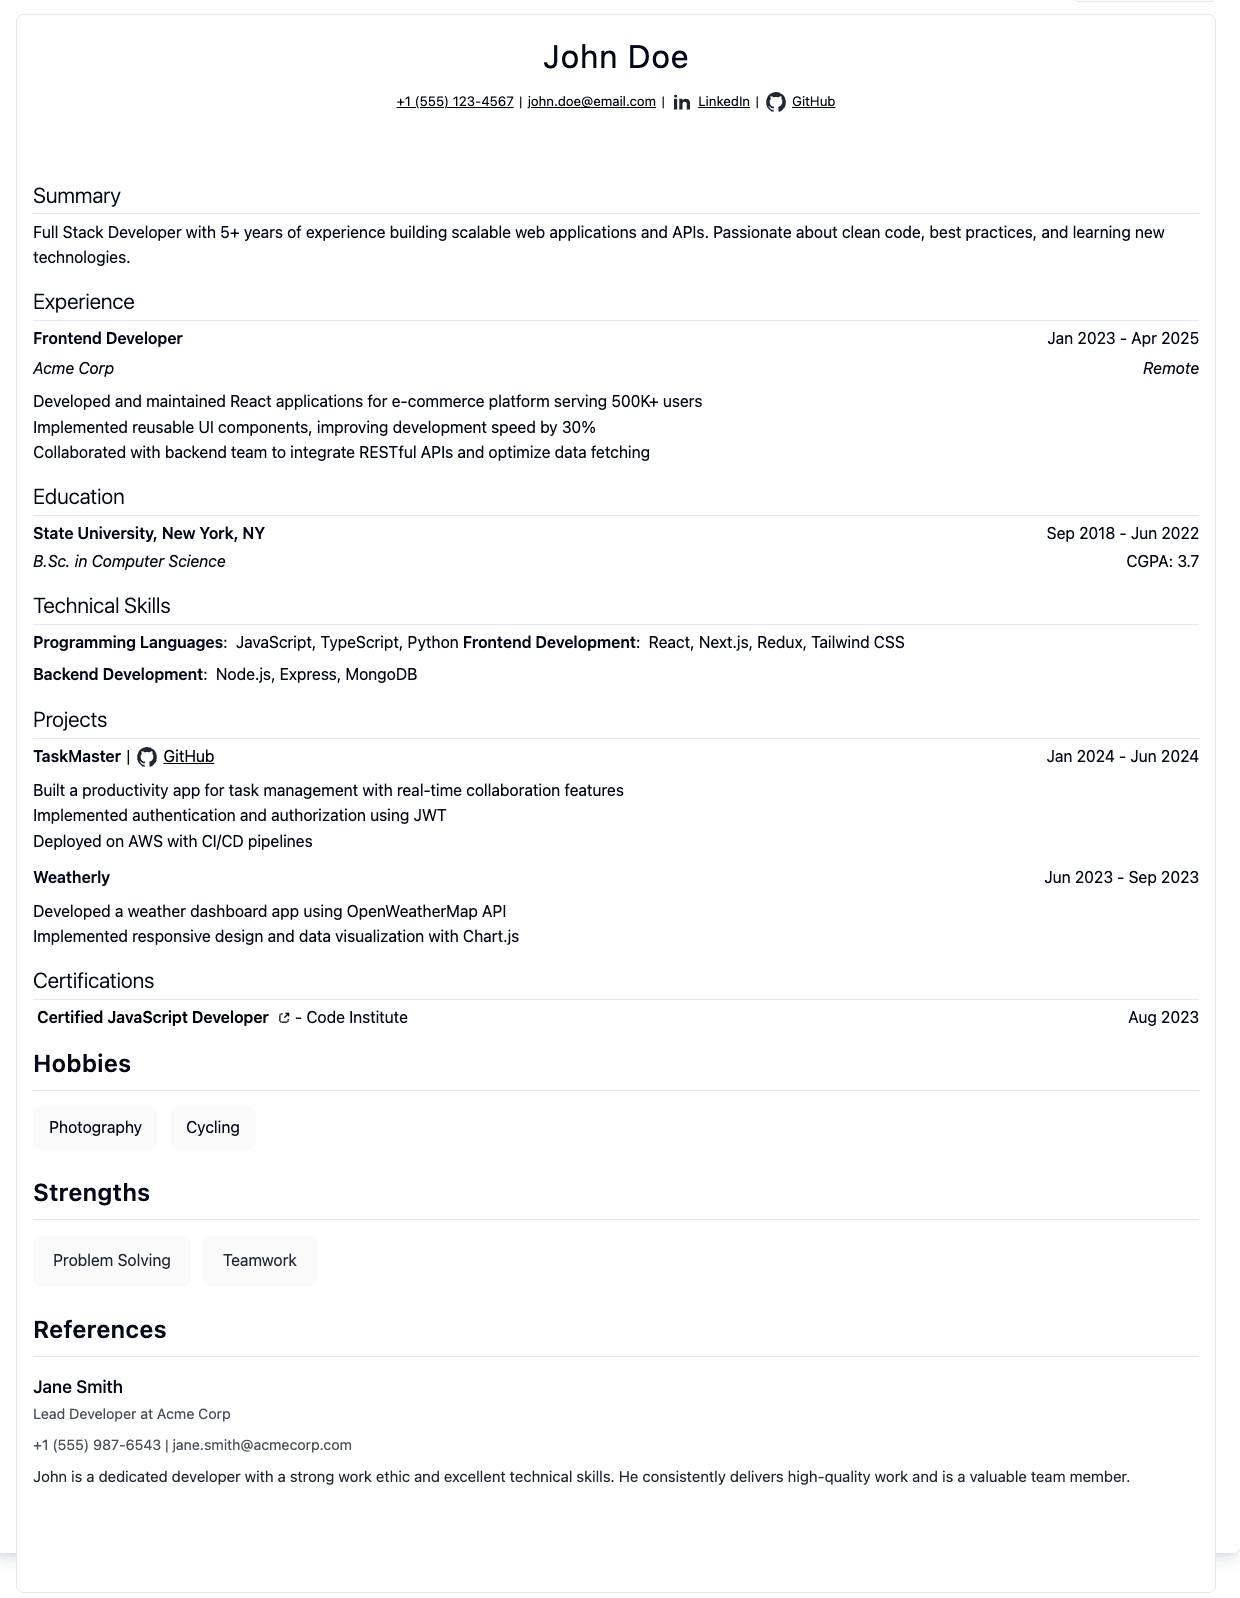 John Doe
+1 (555) 123-4567 | john.doe@email.com | LinkedIn | GitHub
Summary
Full Stack Developer with 5+ years of experience building scalable web applications and APIs. Passionate about clean code, best practices, and learning new
technologies.
Experience
Frontend Developer Jan 2023 - Apr 2025
Acme Corp Remote
Developed and maintained React applications for e-commerce platform serving 500K+ users
Implemented reusable UI components, improving development speed by 30%
Collaborated with backend team to integrate RESTful APIs and optimize data fetching
Education
State University, New York, NY Sep 2018 - Jun 2022
B.Sc. in Computer Science CGPA: 3.7
Technical Skills
Programming Languages: JavaScript, TypeScript, Python Frontend Development: React, Next.js, Redux, Tailwind CSS
Backend Development: Node.js, Express, MongoDB
Projects
TaskMaster | GitHub Jan 2024 - Jun 2024
Built a productivity app for task management with real-time collaboration features
Implemented authentication and authorization using JWT
Deployed on AWS with CI/CD pipelines
Weatherly Jun 2023 - Sep 2023
Developed a weather dashboard app using OpenWeatherMap API
Implemented responsive design and data visualization with Chart.js
Certifications
Certified JavaScript Developer - Code Institute Aug 2023
Hobbies
Photography Cycling
Strengths
Problem Solving Teamwork
References
Jane Smith
Lead Developer at Acme Corp
+1 (555) 987-6543 | jane.smith@acmecorp.com
John is a dedicated developer with a strong work ethic and excellent technical skills. He consistently delivers high-quality work and is a valuable team member.